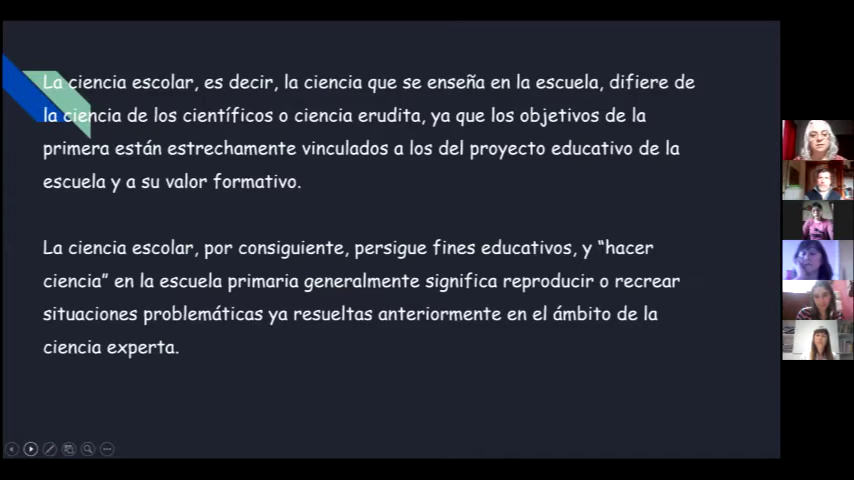 La ciencia escolar, es decir, la ciencia que se enseña en la escuela, difiere de
la ciencia de los científicos o ciencia erudita, ya que los objetivos de la
primera están estrechamente vinculados a los del proyecto educativo de la
escuela y a su valor formativo.
La ciencia escolar, por consiguiente, persigue fines educativos, y “hacer
ciencia” en la escuela primaria generalmente significa reproducir o recrear
situaciones problemáticas ya resueltas anteriormente en el ámbito de la
ciencia experta.